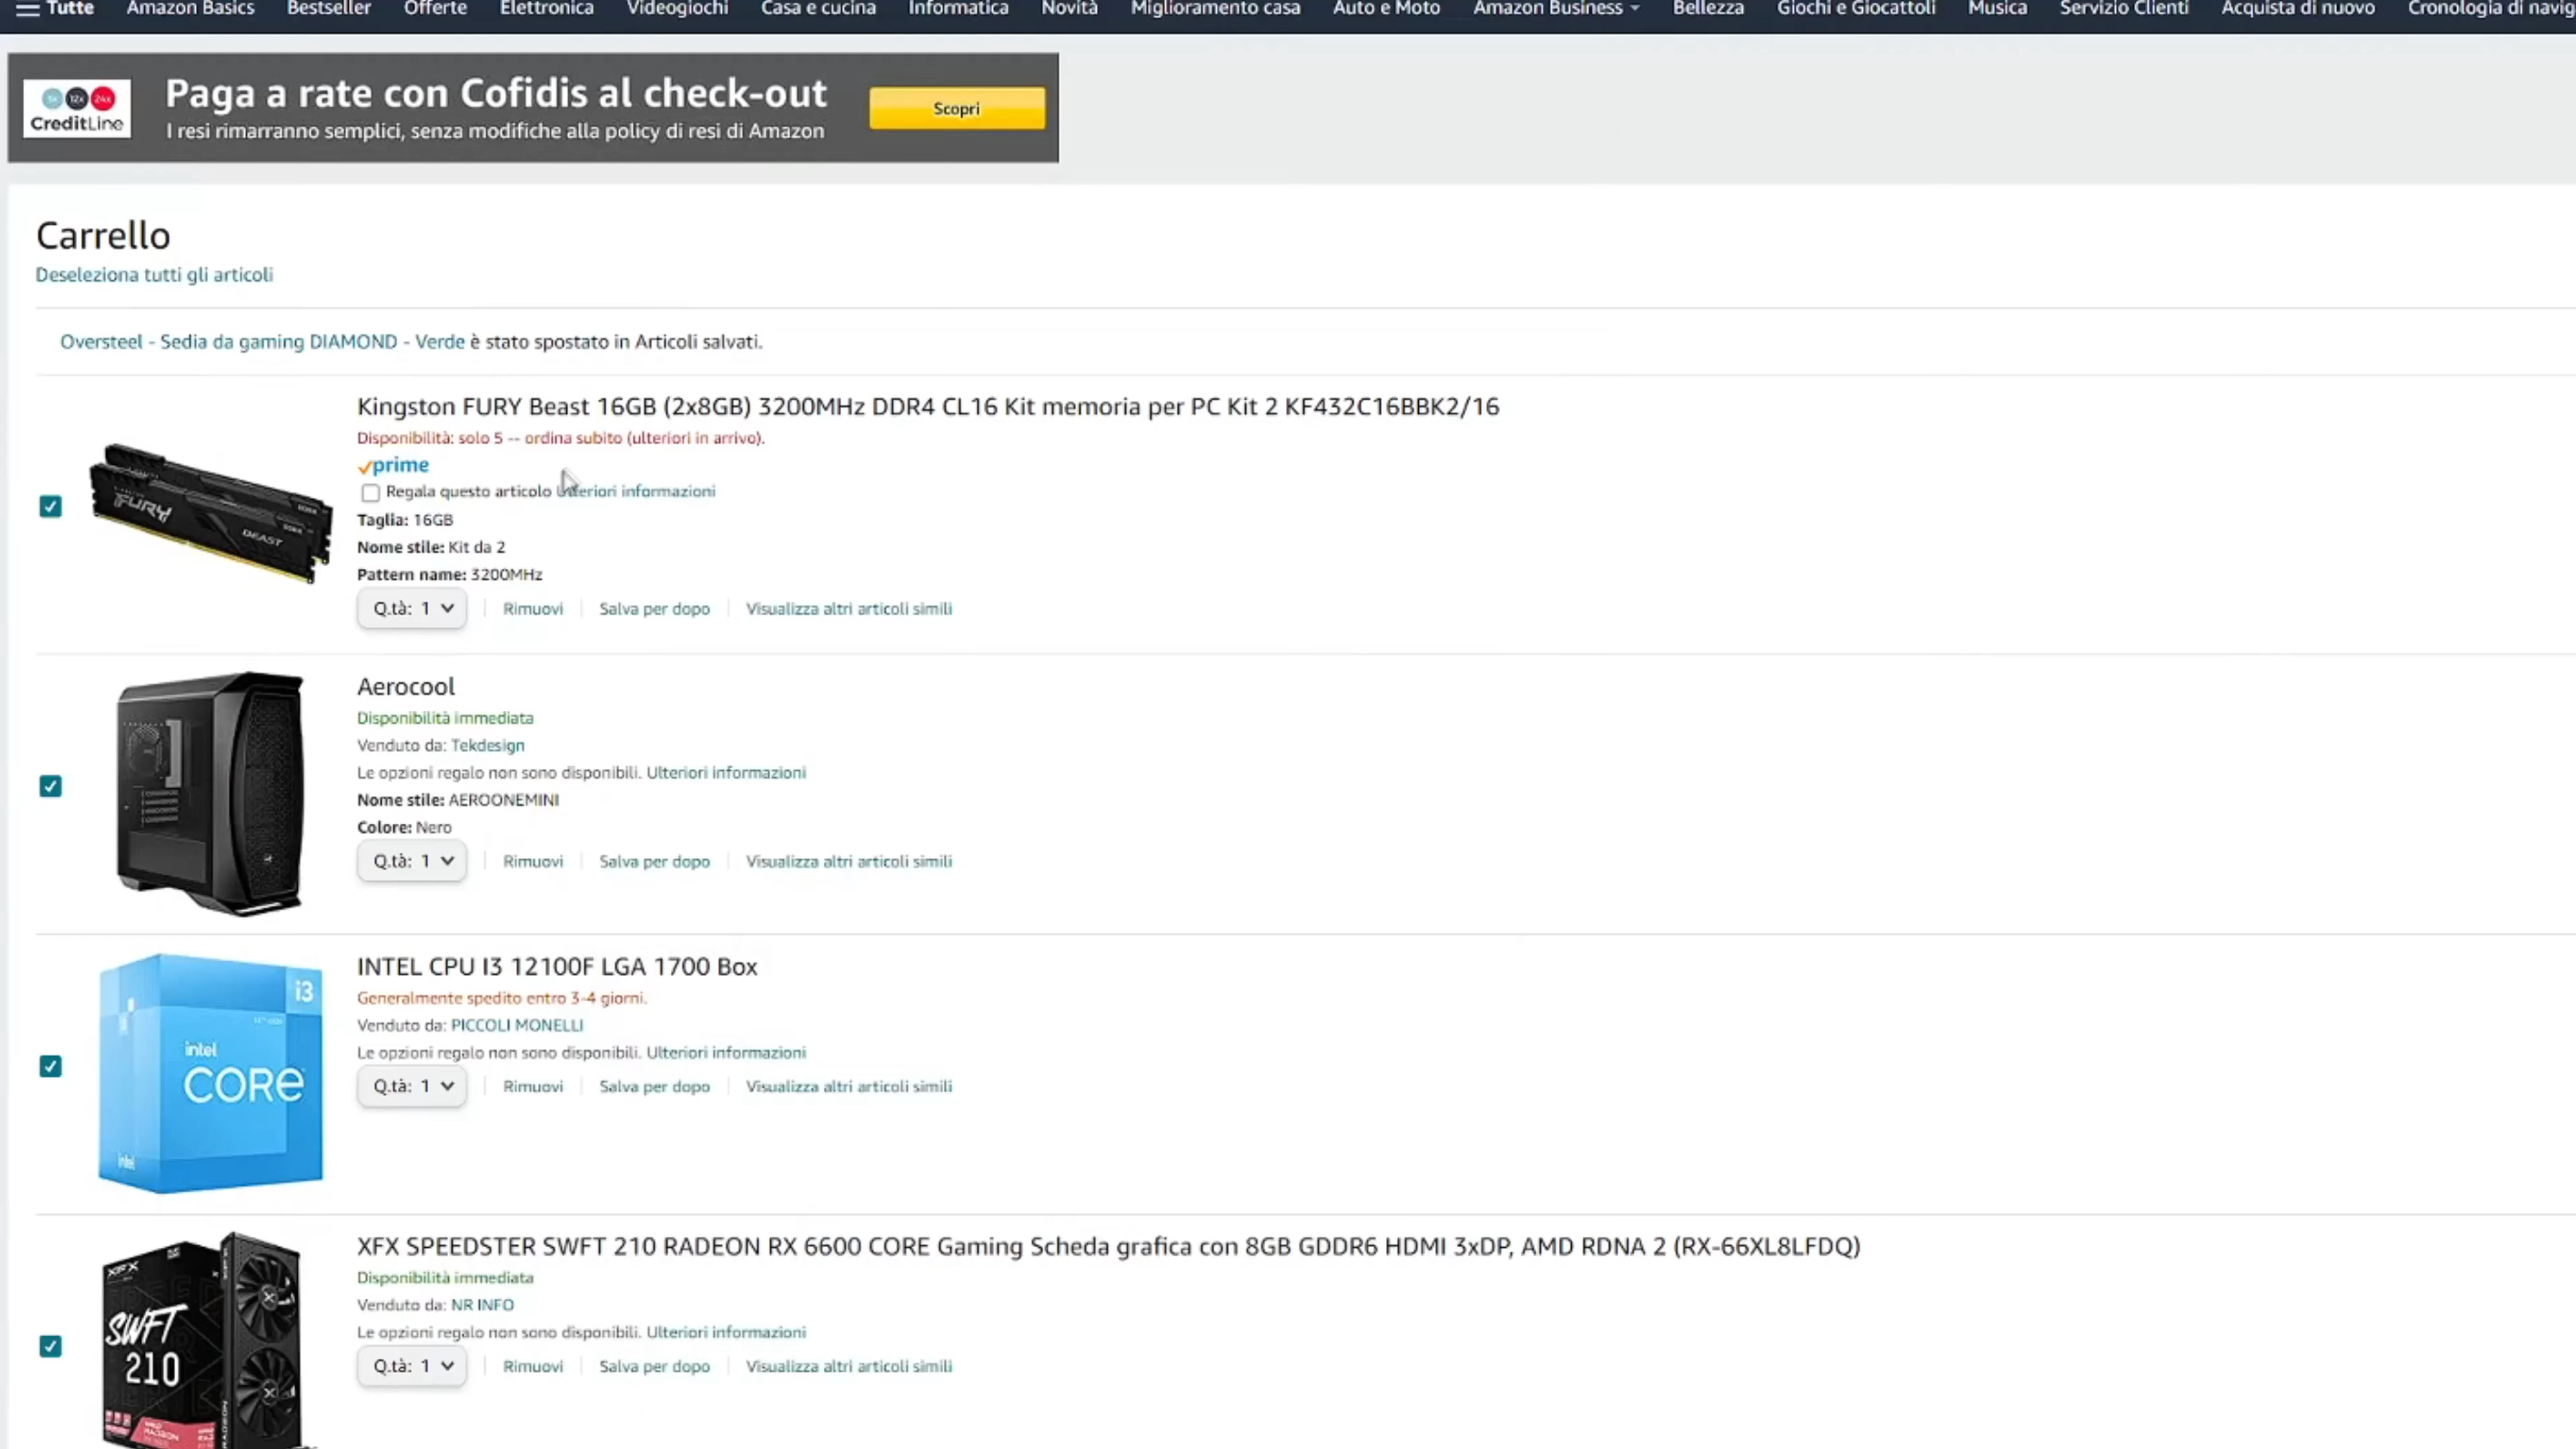 Tutte Amazon Basics Bestseller Offerte Elettronica Videogiochi Casa e cucina Informatica Novità Miglioramento casa Auto e Moto Amazon Business Bellezza Giochi e Giocattoli Musica Servizio Clienti Acquista di nuovo Cronologia di navig
12x 24x
CreditLine
Paga a rate con Cofidis al check-out
I resi rimarranno semplici, senza modifiche alla policy di resi di Amazon
Scopri
Carrello
Deseleziona tutti gli articoli
Oversteel - Sedia da gaming DIAMOND - Verde è stato spostato in Articoli salvati.
Kingston FURY Beast 16GB (2x8GB) 3200MHz DDR4 CL16 Kit memoria per PC Kit 2 KF432C16BBK2/16
Disponibilità: solo 5 -- ordina subito (ulteriori in arrivo).
prime
Regala questo articolo Ulteriori informazioni
FURY
BEAST
Taglia: 16GB
Nome stile: Kit da 2
Pattern name: 3200MHz
Q.tà: 1 Rimuovi Salva per dopo Visualizza altri articoli simili
Aerocool
Disponibilità immediata
Venduto da: Tekdesign
Le opzioni regalo non sono disponibili. Ulteriori informazioni
Nome stile: AEROONEMINI
Colore: Nero
Q.tà: 1 Rimuovi Salva per dopo Visualizza altri articoli simili
INTEL CPU I3 12100F LGA 1700 Box
Generalmente spedito entro 3-4 giorni.
Venduto da: PICCOLI MONELLI
Le opzioni regalo non sono disponibili. Ulteriori informazioni
Q.tà: 1 Rimuovi Salva per dopo Visualizza altri articoli simili
i3
intel
CORe
intel
XFX SPEEDSTER SWFT 210 RADEON RX 6600 CORE Gaming Scheda grafica con 8GB GDDR6 HDMI 3xDP, AMD RDNA 2 (RX-66XL8LFDQ)
Disponibilità immediata
Venduto da: NR INFO
Le opzioni regalo non sono disponibili. Ulteriori informazioni
Q.tà: 1 Rimuovi Salva per dopo Visualizza altri articoli simili
XFX
SWFT
210
RADEON